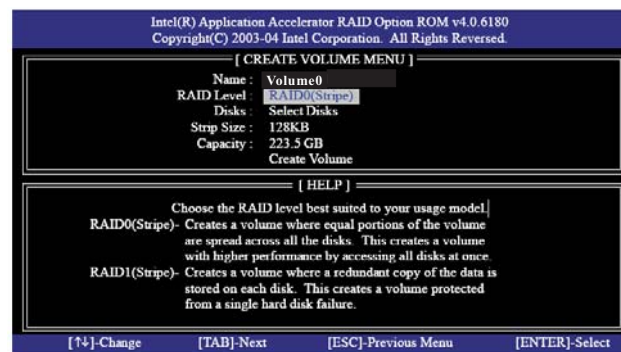 Intel(R) Application Accelerator RAID Option ROM v4.0.6180
Copyright(C) 2003-04 Intel Corporation. All Rights Reversed.
[ CREATE VOLUME MENU ]
Name : Volume0
RAID Level : RAID0(Stripe)
Disks : Select Disks
Strip Size : 128KB
Capacity : 223.5 GB
Create Volume
[ HELP ]
Choose the RAID level best suited to your usage model.
RAID0(Stripe)- Creates a volume where equal portions of the volume
are spread across all the disks. This creates a volume
with higher performance by accessing all disks at once.
RAID1(Stripe)- Creates a volume where a redundant copy of the data is
stored on each disk. This creates a volume protected
from a single hard disk failure.
[↑↓]-Change [TAB]-Next [ESC]-Previous Menu [ENTER]-Select